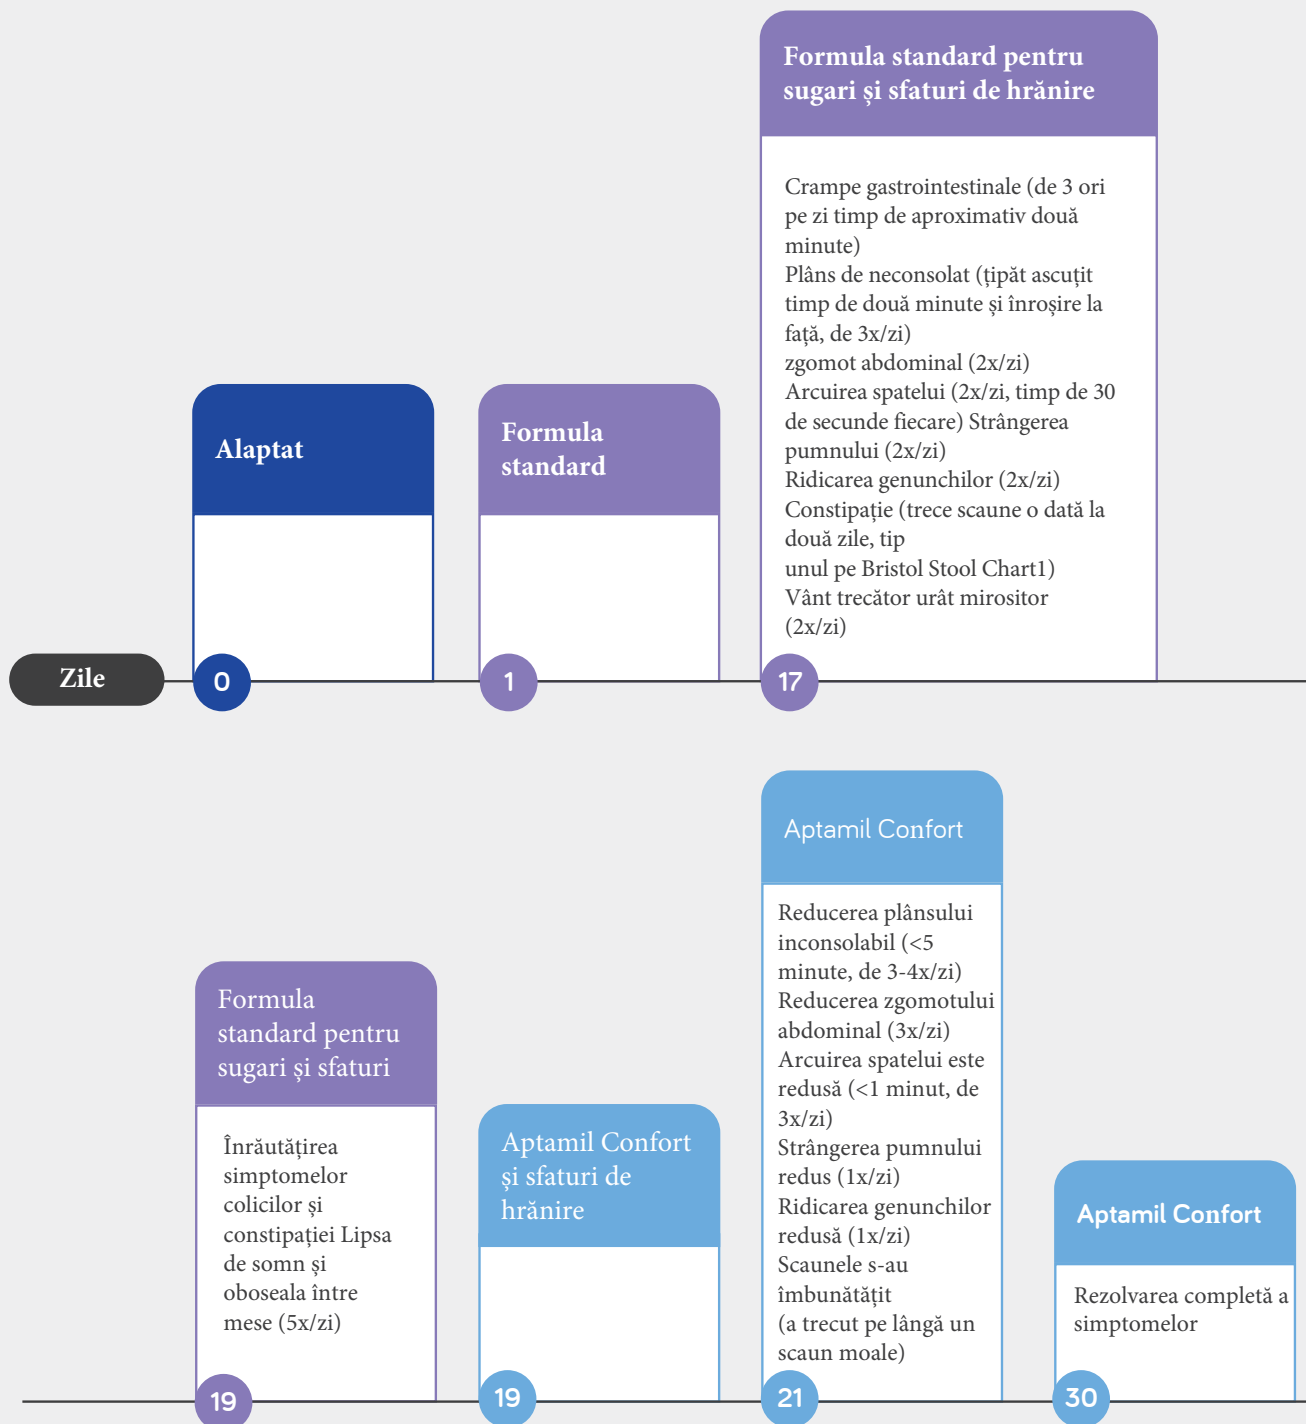 Formula standard pentru
sugari și sfaturi de hrănire
Crampe gastrointestinale (de 3 ori
pe zi timp de aproximativ două
minute)
Plâns de neconsolat (țipăt ascuțit
timp de două minute și înroșire la
față, de 3x/zi)
zgomot abdominal (2x/zi)
Arcuirea spatelui (2x/zi, timp de 30
de secunde fiecare) Strângerea
pumnului (2x/zi)
Ridicarea genunchilor (2x/zi)
Constipație (trece scaune o dată la
două zile, tip
unul pe Bristol Stool Chart1)
Vânt trecător urât mirositor
(2x/zi)
Alaptat
Formula
standard
Zile
0
1
17
Formula
standard pentru
sugari și sfaturi
Înrăutățirea
simptomelor
colicilor și
constipației Lipsa
de somn și
oboseala între
mese (5x/zi)
19
Aptamil Confort
și sfaturi de
hrănire
19
Aptamil Confort
Reducerea plânsului
inconsolabil (<5
minute, de 3-4x/zi)
Reducerea zgomotului
abdominal (3x/zi)
Arcuirea spatelui este
redusă (<1 minut, de
3x/zi)
Strângerea pumnului
redus (1x/zi)
Ridicarea genunchilor
redusă (1x/zi)
Scaunele s-au
îmbunătățit
(a trecut pe lângă un
scaun moale)
21
Aptamil Confort
Rezolvarea completă a
simptomelor
30